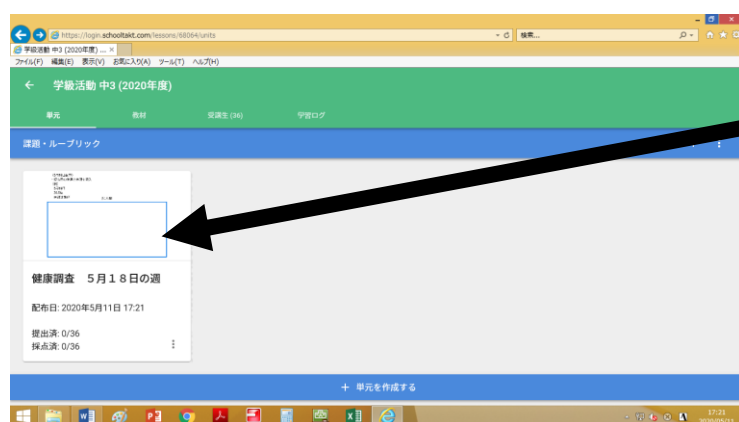 https://login.schooltakt.com/lessons/68064/units
検索...
学級活動 中3 (2020年度) ... ×
ファイル(F) 編集(E) 表示(V) お気に入り(A) ツール(T) ヘルプ(H)
← 学級活動 中3 (2020年度)
単元 教材 受講生 (36) 学習ログ
課題・ルーブリック
健康調査 5月18日の週
配布日: 2020年5月11日 17:21
提出済: 0/36
採点済: 0/36
+ 単元を作成する
17:21